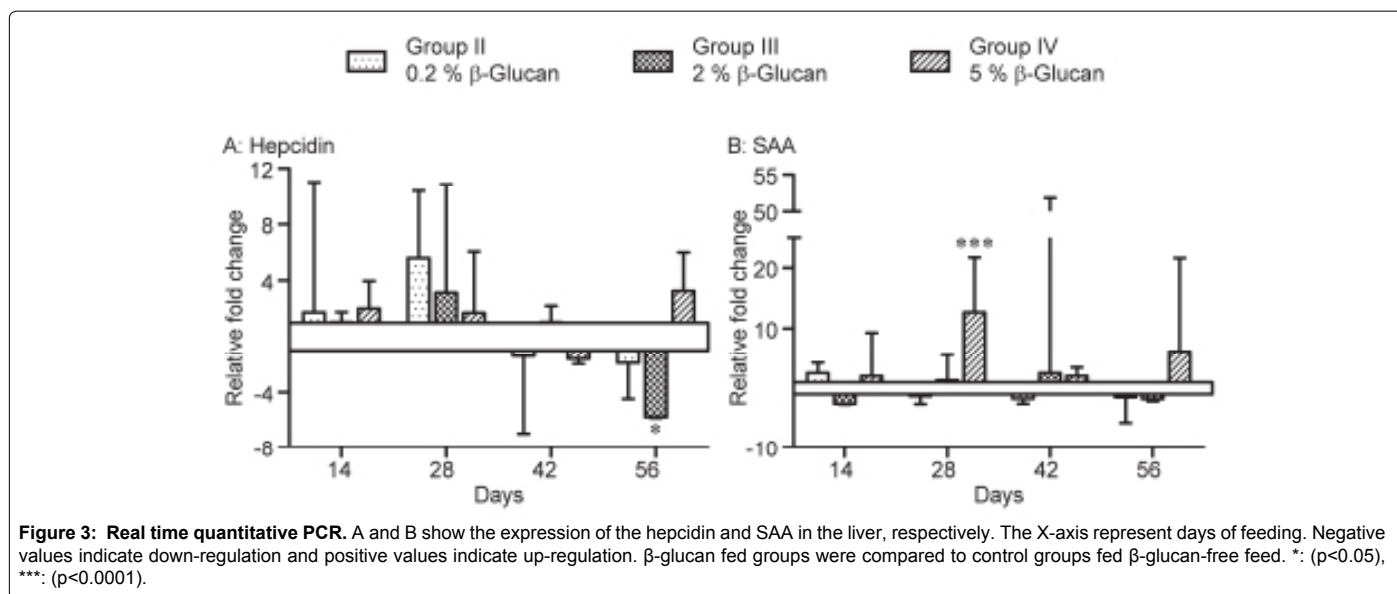 Group II
0.2 % β-Glucan
Group III
2 % β-Glucan
Group IV
5 % β-Glucan
A: Hepcidin
Relative fold change
12
8
4
-4
-8
*
14
28
42
56
Days
B: SAA
Relative fold change
55
50
20
10
-10
***
14
28
42
56
Days
Figure 3: Real time quantitative PCR. A and B show the expression of the hepcidin and SAA in the liver, respectively. The X-axis represent days of feeding. Negative
values indicate down-regulation and positive values indicate up-regulation. β-glucan fed groups were compared to control groups fed β-glucan-free feed. *: (p<0.05),
***: (p<0.0001).